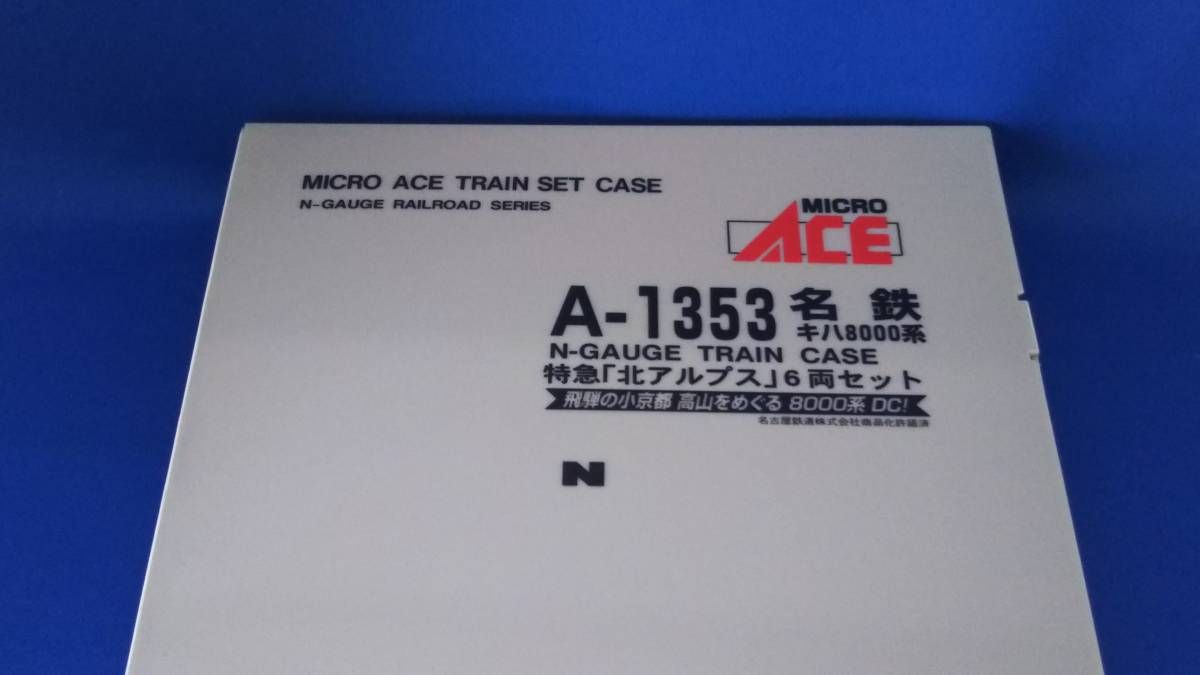 MICRO ACE TRAIN SET CASE
N-GAUGE RAILROAD SERIES
MICRO
ACE
A-1353 名鉄
キハ8000系
N-GAUGE TRAIN CASE
特急「北アルプス」6両セット
飛騨の小京都 高山をめぐる 8000系 DC!
名古屋鉄道株式会社商品化許諾済
N